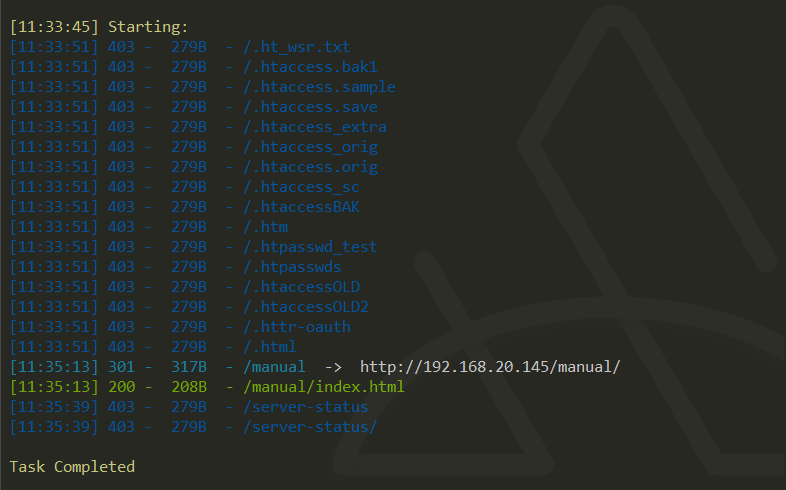 [11:33:45] Starting:
[11:33:51] 403 -  279B  - /.ht_wsr.txt
[11:33:51] 403 -  279B  - /.htaccess.bak1
[11:33:51] 403 -  279B  - /.htaccess.sample
[11:33:51] 403 -  279B  - /.htaccess.save
[11:33:51] 403 -  279B  - /.htaccess_extra
[11:33:51] 403 -  279B  - /.htaccess_orig
[11:33:51] 403 -  279B  - /.htaccess.orig
[11:33:51] 403 -  279B  - /.htaccess_sc
[11:33:51] 403 -  279B  - /.htaccessBAK
[11:33:51] 403 -  279B  - /.htm
[11:33:51] 403 -  279B  - /.htpasswd_test
[11:33:51] 403 -  279B  - /.htpasswds
[11:33:51] 403 -  279B  - /.htaccessOLD
[11:33:51] 403 -  279B  - /.htaccessOLD2
[11:33:51] 403 -  279B  - /.httr-oauth
[11:33:51] 403 -  279B  - /.html
[11:35:13] 301 -  317B  - /manual  ->  http://192.168.20.145/manual/
[11:35:13] 200 -  208B  - /manual/index.html
[11:35:39] 403 -  279B  - /server-status
[11:35:39] 403 -  279B  - /server-status/
Task Completed